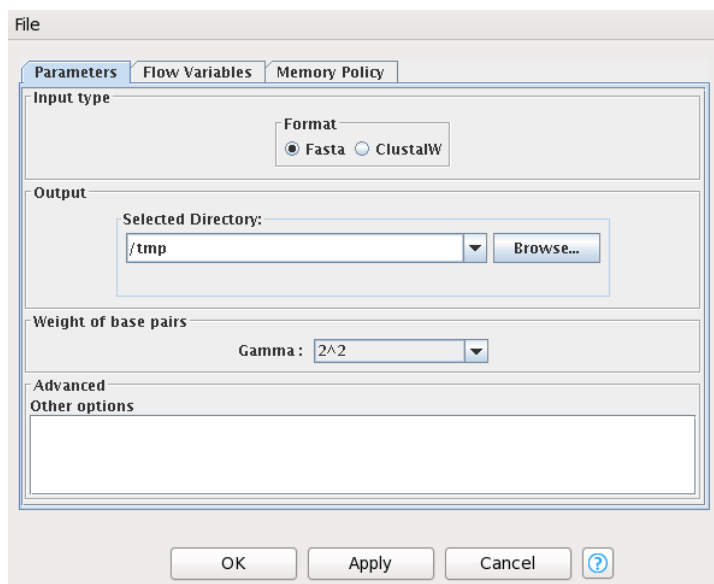 File
Parameters Flow Variables Memory Policy
Input type
Format
Fasta ClustalW
Output
Selected Directory:
/tmp Browse...
Weight of base pairs
Gamma : 2^2
Advanced
Other options
OK Apply Cancel ?